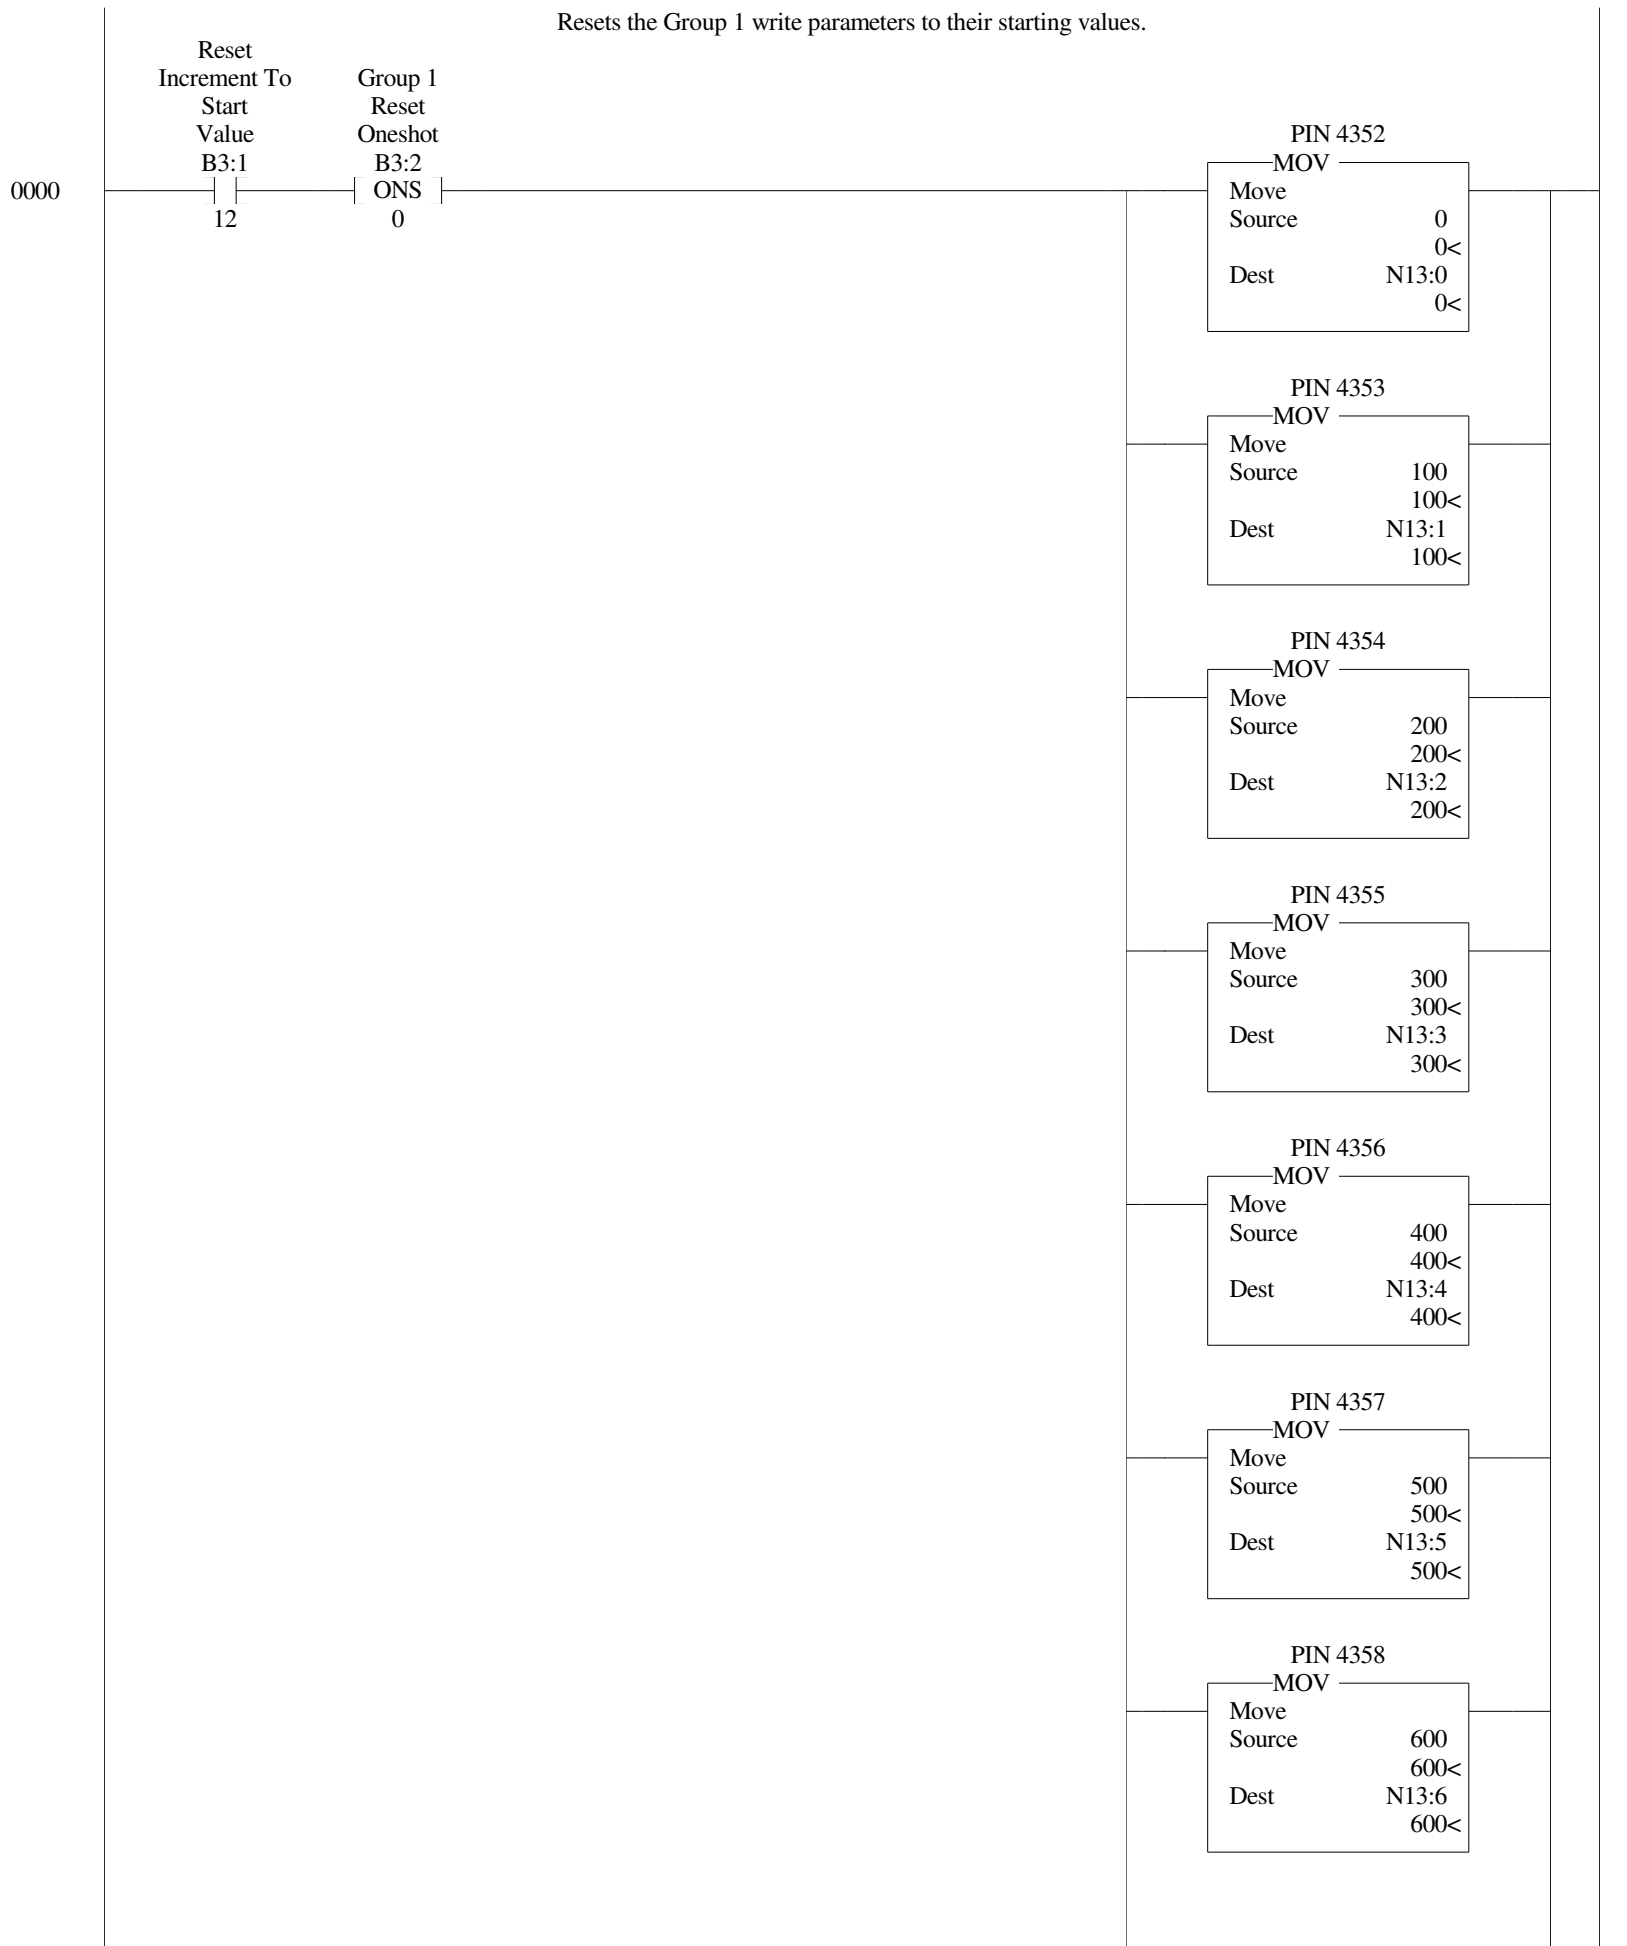 Resets the Group 1 write parameters to their starting values.
Reset
Increment To
Start
Value
B3:1
12
Group 1
Reset
Oneshot
B3:2
ONS
0
0000
PIN 4352
MOV
Move
Source 0
0<
Dest N13:0
0<
PIN 4353
MOV
Move
Source 100
100<
Dest N13:1
100<
PIN 4354
MOV
Move
Source 200
200<
Dest N13:2
200<
PIN 4355
MOV
Move
Source 300
300<
Dest N13:3
300<
PIN 4356
MOV
Move
Source 400
400<
Dest N13:4
400<
PIN 4357
MOV
Move
Source 500
500<
Dest N13:5
500<
PIN 4358
MOV
Move
Source 600
600<
Dest N13:6
600<